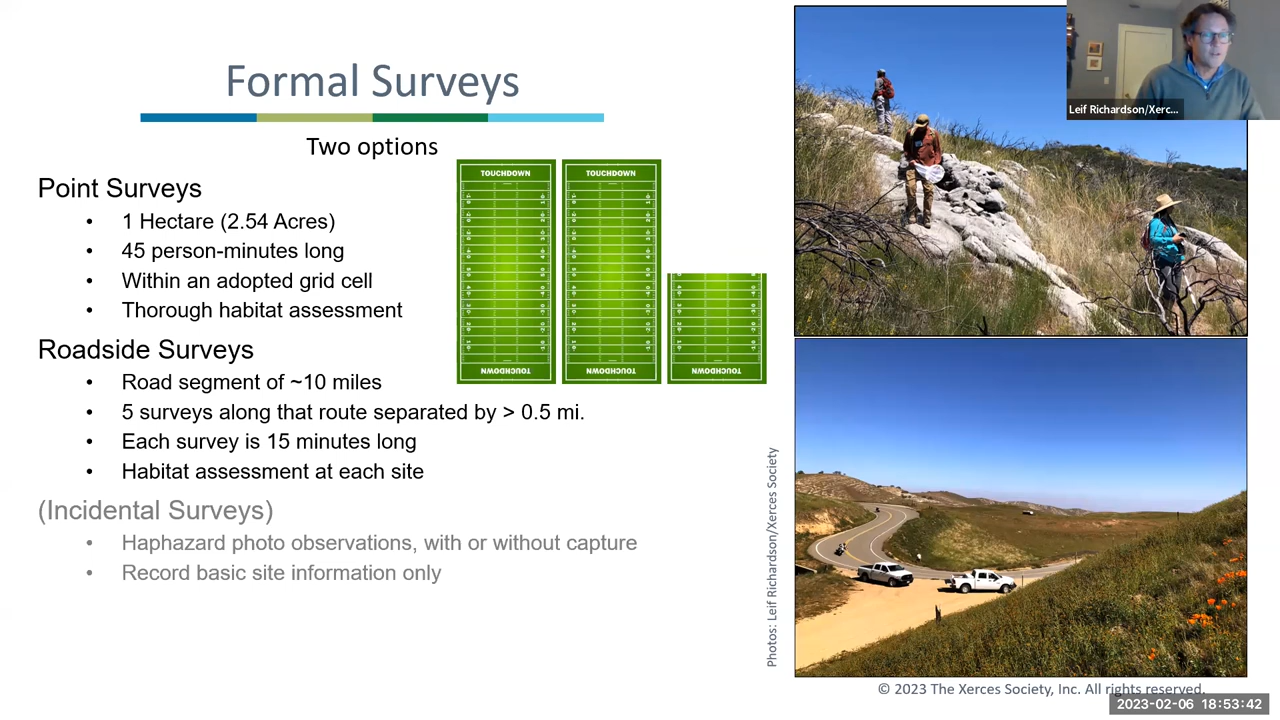 Formal Surveys
Two options
Point Surveys
• 1 Hectare (2.54 Acres)
• 45 person-minutes long
• Within an adopted grid cell
• Thorough habitat assessment
Roadside Surveys
• Road segment of ~10 miles
• 5 surveys along that route separated by > 0.5 mi.
• Each survey is 15 minutes long
• Habitat assessment at each site
(Incidental Surveys)
• Haphazard photo observations, with or without capture
• Record basic site information only
TOUCHDOWN
TOUCHDOWN
TOUCHDOWN
TOUCHDOWN
TOUCHDOWN
Leif Richardson/Xerc...
Photos: Leif Richardson/Xerces Society
© 2023 The Xerces Society, Inc. All rights reserved.
2023-02-06 18:53:42